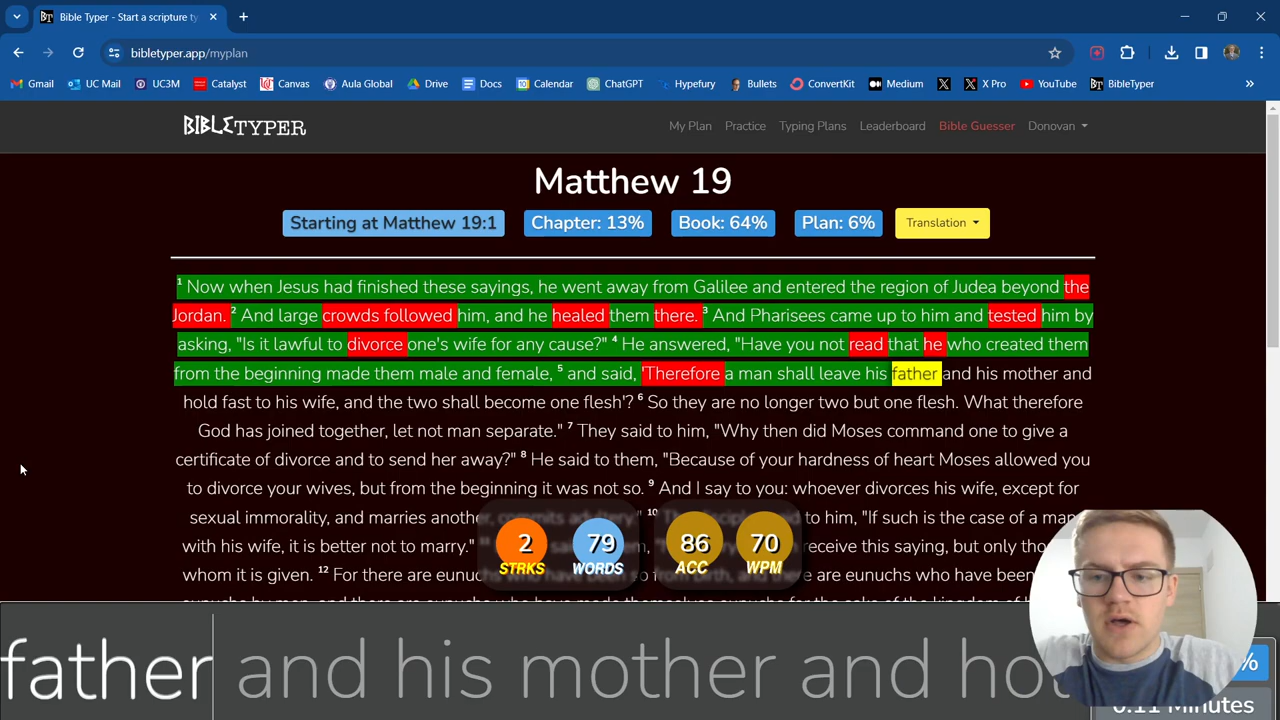 Bible Typer - Start a scripture ty
bibletyper.app/myplan
Gmail UC Mail UC3M Catalyst Canvas Aula Global Drive Docs Calendar ChatGPT Hypefury Bullets ConvertKit Medium X Pro YouTube BibleTyper
BIBLETYPER My Plan Practice Typing Plans Leaderboard Bible Guesser Donovan
Matthew 19
Starting at Matthew 19:1 Chapter: 13% Book: 64% Plan: 6% Translation
1 Now when Jesus had finished these sayings, he went away from Galilee and entered the region of Judea beyond the
Jordan. 2 And large crowds followed him, and he healed them there. 3 And Pharisees came up to him and tested him by
asking, "Is it lawful to divorce one's wife for any cause?" 4 He answered, "Have you not read that he who created them
from the beginning made them male and female, 5 and said, 'Therefore a man shall leave his father and his mother and
hold fast to his wife, and the two shall become one flesh'? 6 So they are no longer two but one flesh. What therefore
God has joined together, let not man separate." 7 They said to him, "Why then did Moses command one to give a
certificate of divorce and to send her away?" 8 He said to them, "Because of your hardness of heart Moses allowed you
to divorce your wives, but from the beginning it was not so. 9 And I say to you: whoever divorces his wife, except for
sexual immorality, and marries another, commits adultery." 10 The disciples said to him, "If such is the case of a man
with his wife, it is better not to marry." receive this saying, but only
whom it is given. 12 For there are eunuchs are eunuchs who have been
2 79 86 70
STRKS WORDS ACC WPM
father and his mother and ho
%
0.11 Minutes